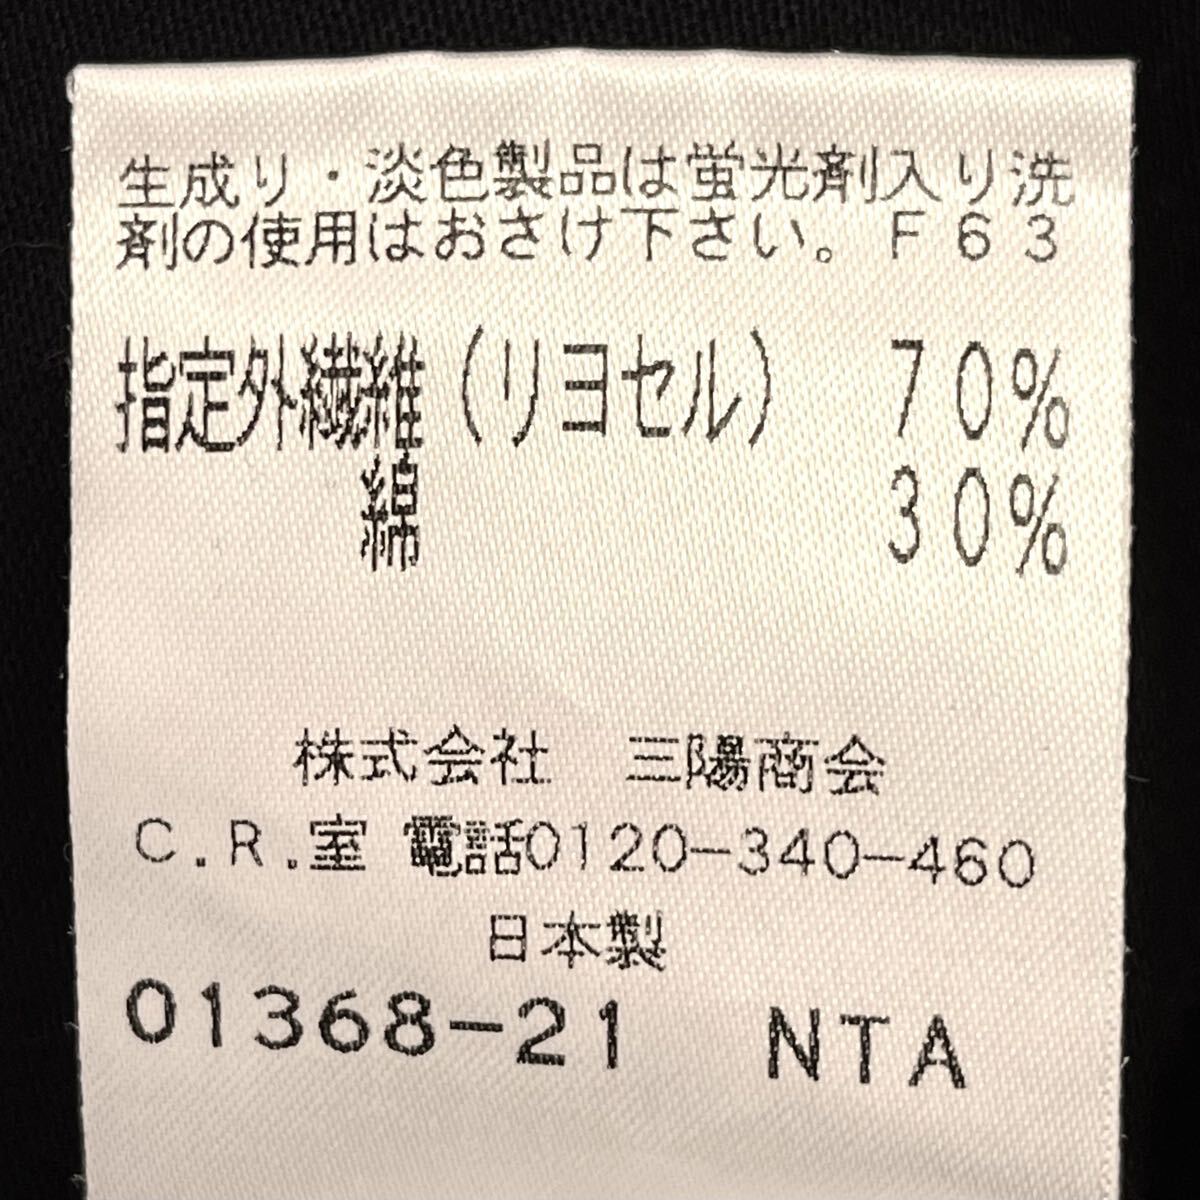 生成り・淡色製品は蛍光剤入り洗
剤の使用はおさけ下さい。F63
指定外繊維(リヨセル) 70%
綿 30%
株式会社 三陽商会
C.R.室 電話0120-340-460
日本製
01368-21 NTA